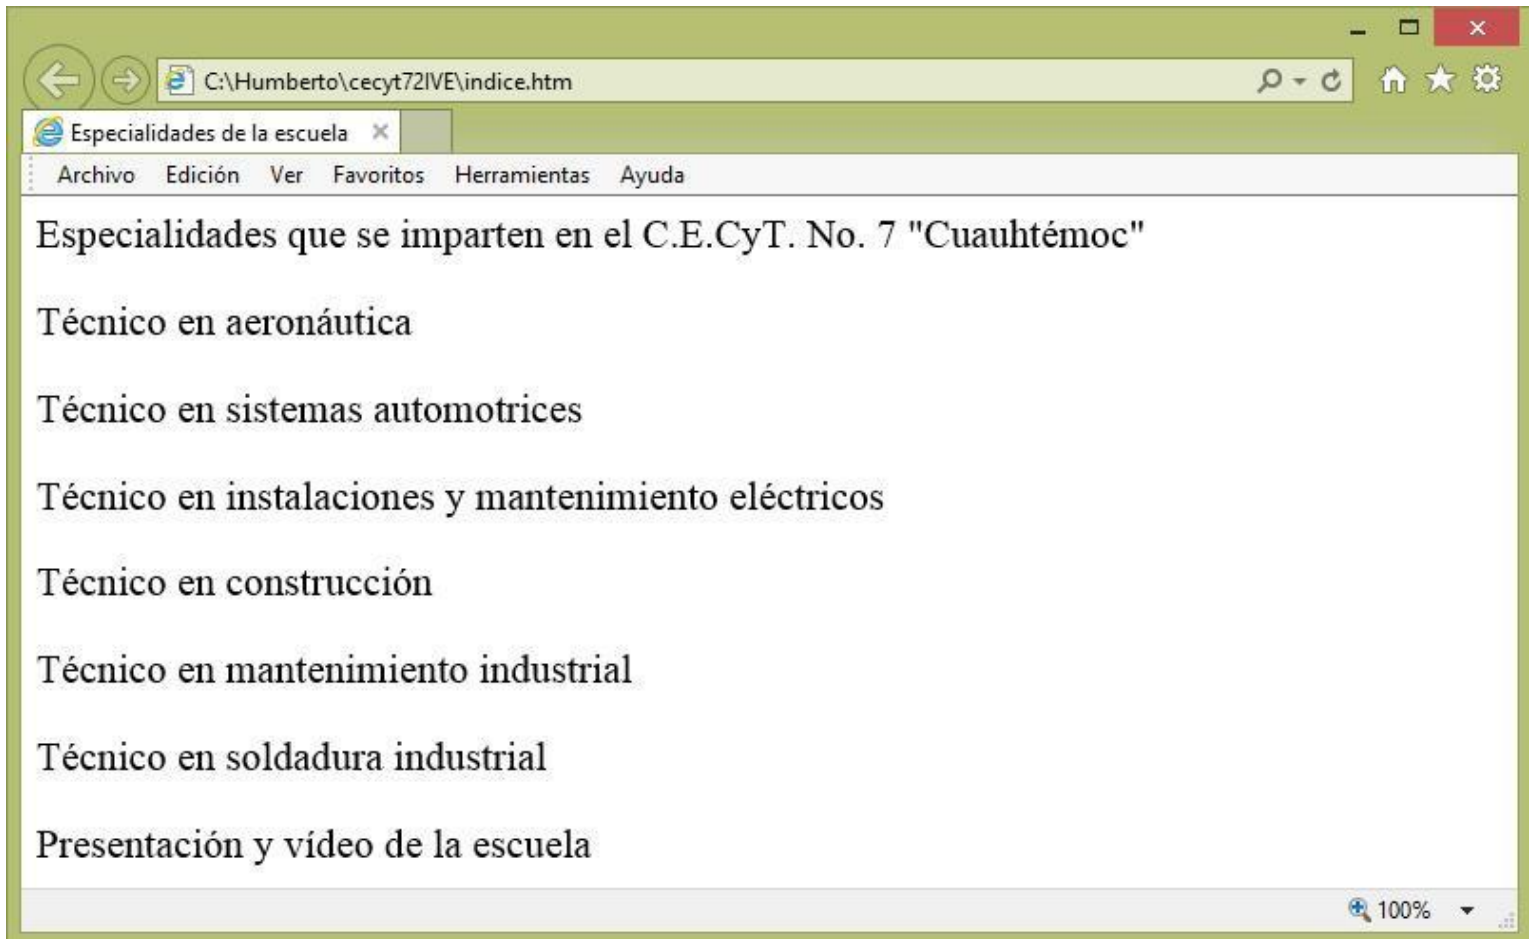 C:\Humberto\cecyt72IVE\indice.htm
Especialidades de la escuela
Archivo Edición Ver Favoritos Herramientas Ayuda
Especialidades que se imparten en el C.E.CyT. No. 7 "Cuauhtémoc"
Técnico en aeronáutica
Técnico en sistemas automotrices
Técnico en instalaciones y mantenimiento eléctricos
Técnico en construcción
Técnico en mantenimiento industrial
Técnico en soldadura industrial
Presentación y vídeo de la escuela
100%